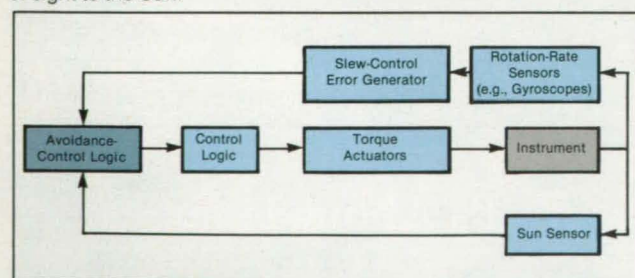 Slew-Control
Error Generator
Rotation-Rate
Sensors
(e.g., Gyroscopes)
Avoidance-
Control Logic
Control
Logic
Torque
Actuators
Instrument
Sun Sensor